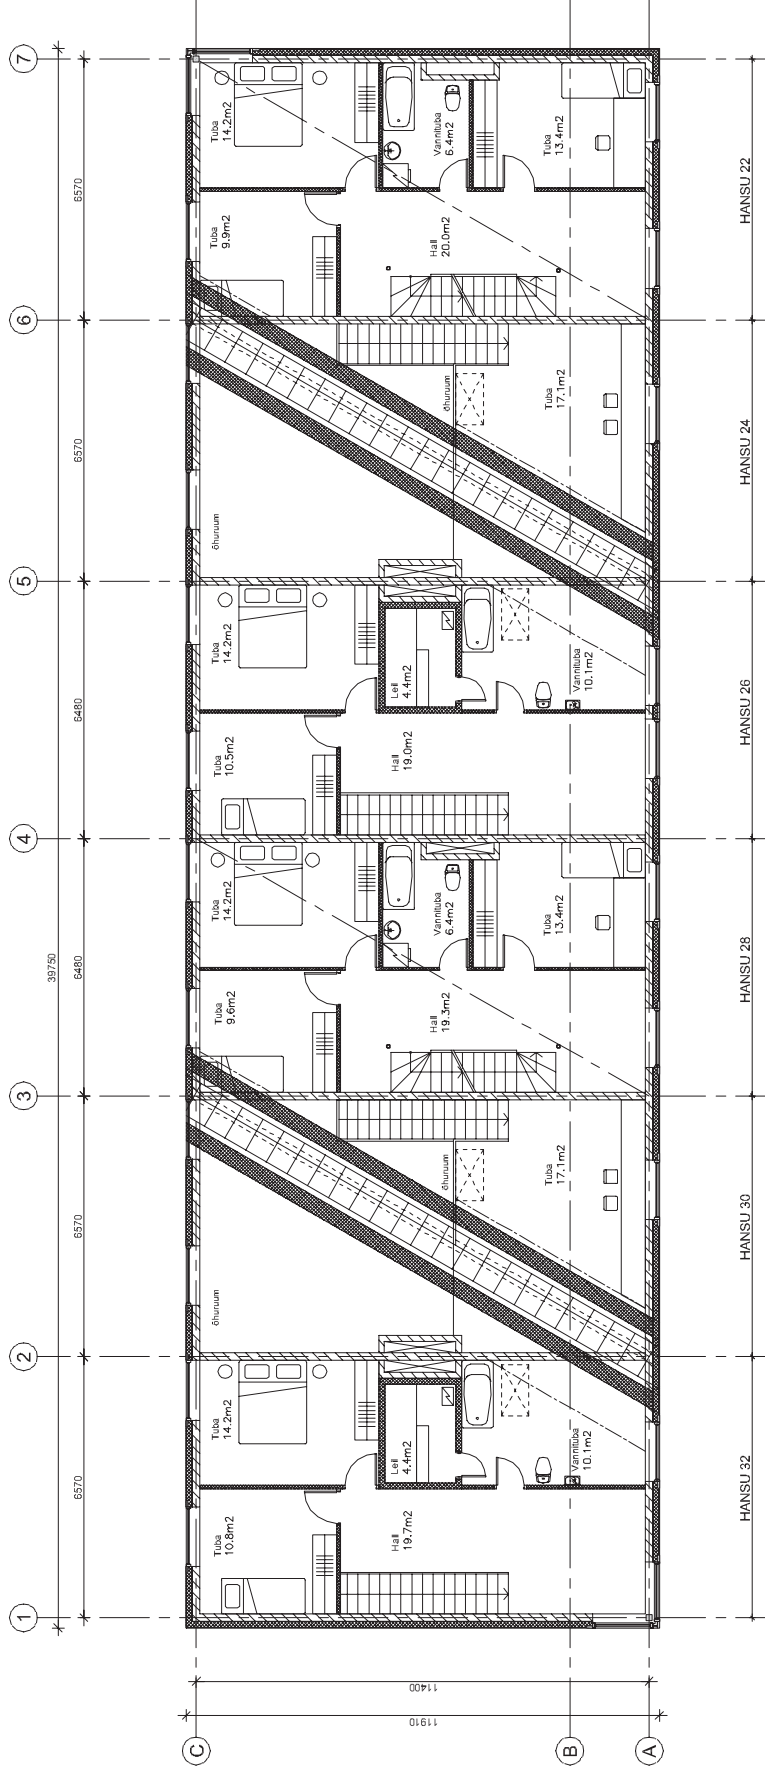 7
6
5
4
3
2
1
39750
6570
6570
6480
6480
6570
6570
Tuba
14.2m2
Vannituba
6.4m2
Tuba
13.4m2
Tuba
9.9m2
Hall
20.0m2
HANSU 22
õhuruum
Tuba
17.1m2
õhuruum
HANSU 24
Tuba
14.2m2
Leil
4.4m2
Vannituba
10.1m2
Tuba
10.5m2
Hall
19.0m2
HANSU 26
Tuba
14.2m2
Vannituba
6.4m2
Tuba
13.4m2
Tuba
9.6m2
Hall
19.3m2
HANSU 28
õhuruum
Tuba
17.1m2
õhuruum
HANSU 30
Tuba
14.2m2
Leil
4.4m2
Vannituba
10.1m2
Tuba
10.8m2
Hall
19.7m2
HANSU 32
11400
11910
C
B
A